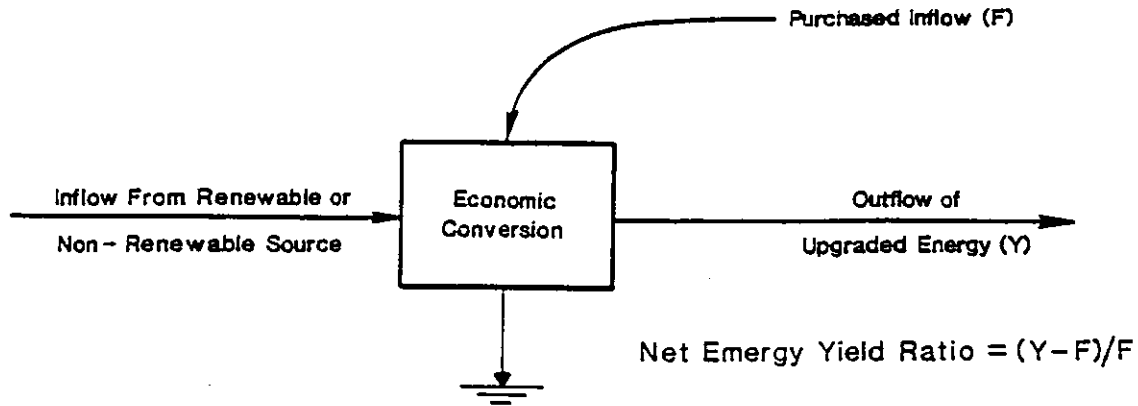 Purchased Inflow (F)
Inflow From Renewable or
Non-Renewable Source
Economic
Conversion
Outflow of
Upgraded Energy (Y)
Net Emergy Yield Ratio = (Y-F)/F